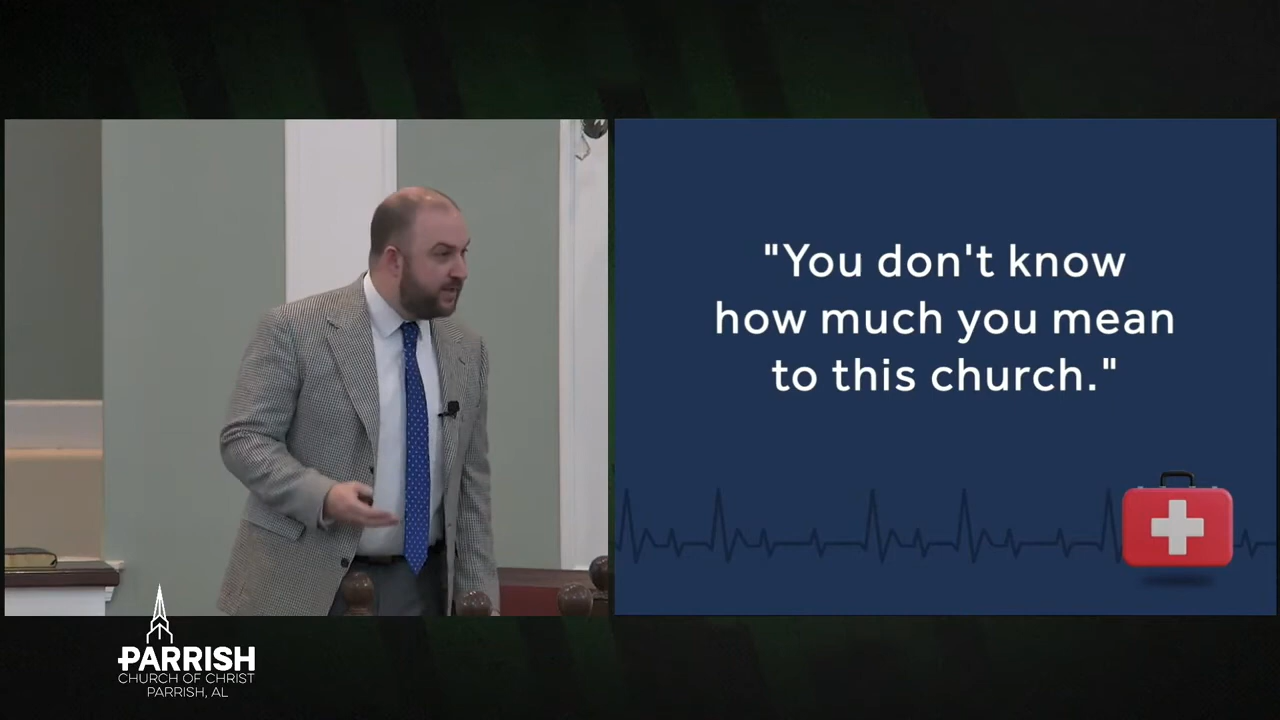 "You don't know
how much you mean
to this church."
PARRISH
CHURCH OF CHRIST
PARRISH, AL